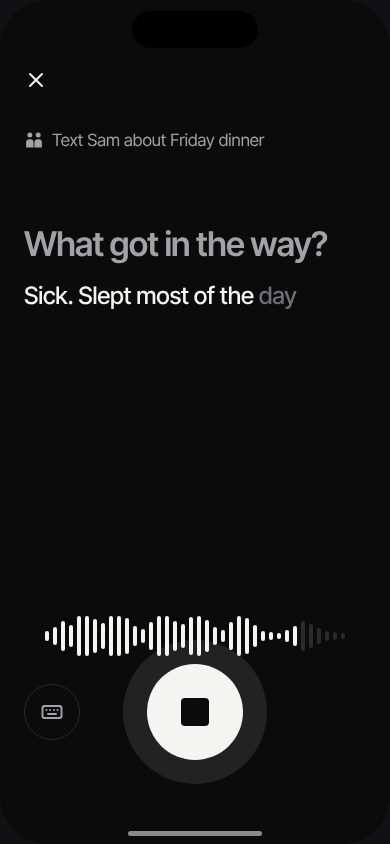 Text Sam about Friday dinner
What got in the way?
Sick. Slept most of the day